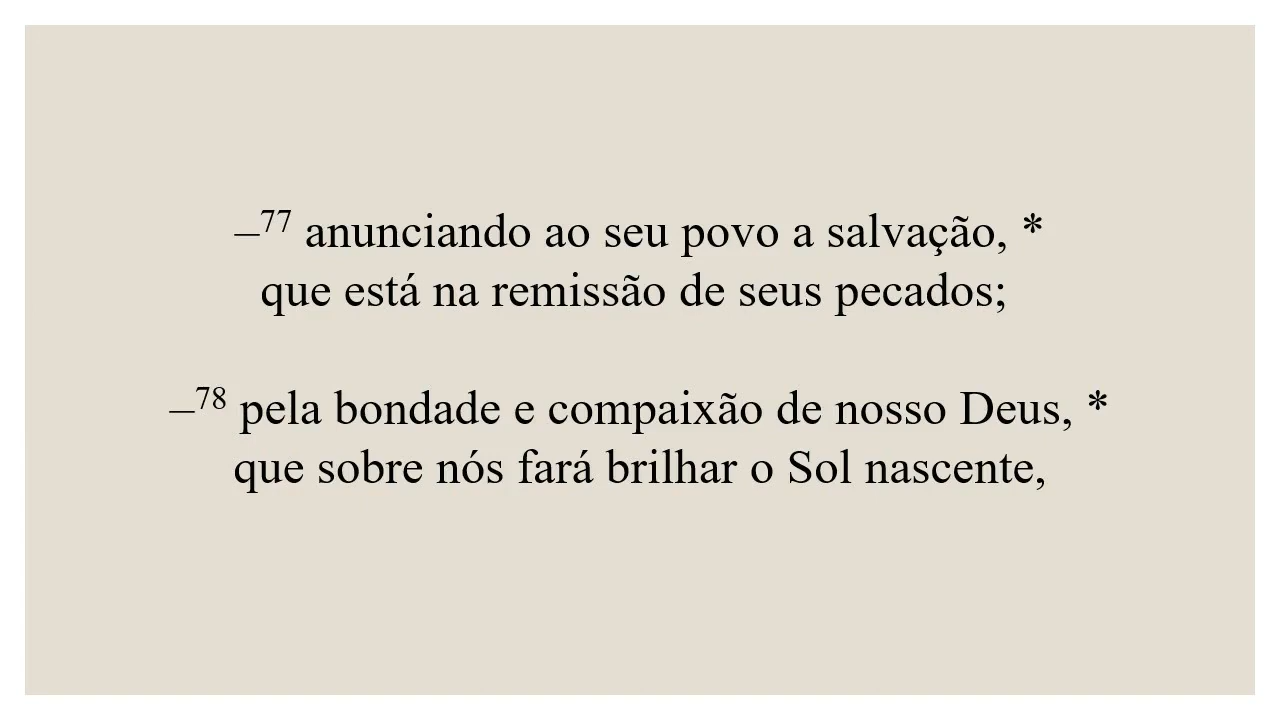 –77 anunciando ao seu povo a salvação, *
que está na remissão de seus pecados;
–78 pela bondade e compaixão de nosso Deus, *
que sobre nós fará brilhar o Sol nascente,